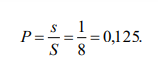 P = s/S = 1/8 = 0,125.